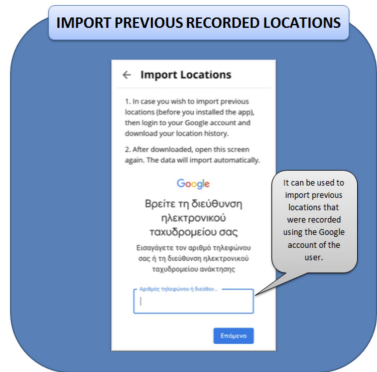 IMPORT PREVIOUS RECORDED LOCATIONS
← Import Locations
1. In case you wish to import previous
locations (before you installed the app),
then login to your Google account and
download your location history.
2. After downloaded, open this screen
again. The data will import automatically.
Google
Βρείτε τη διεύθυνση
ηλεκτρονικού
ταχυδρομείου σας
Εισαγάγετε τον αριθμό τηλεφώνου
σας ή τη διεύθυνση ηλεκτρονικού
ταχυδρομείου ανάκτησης
Αριθμός τηλεφώνου ή διεύθυν...
Επόμενο
It can be used to
import previous
locations that
were recorded
using the Google
account of the
user.